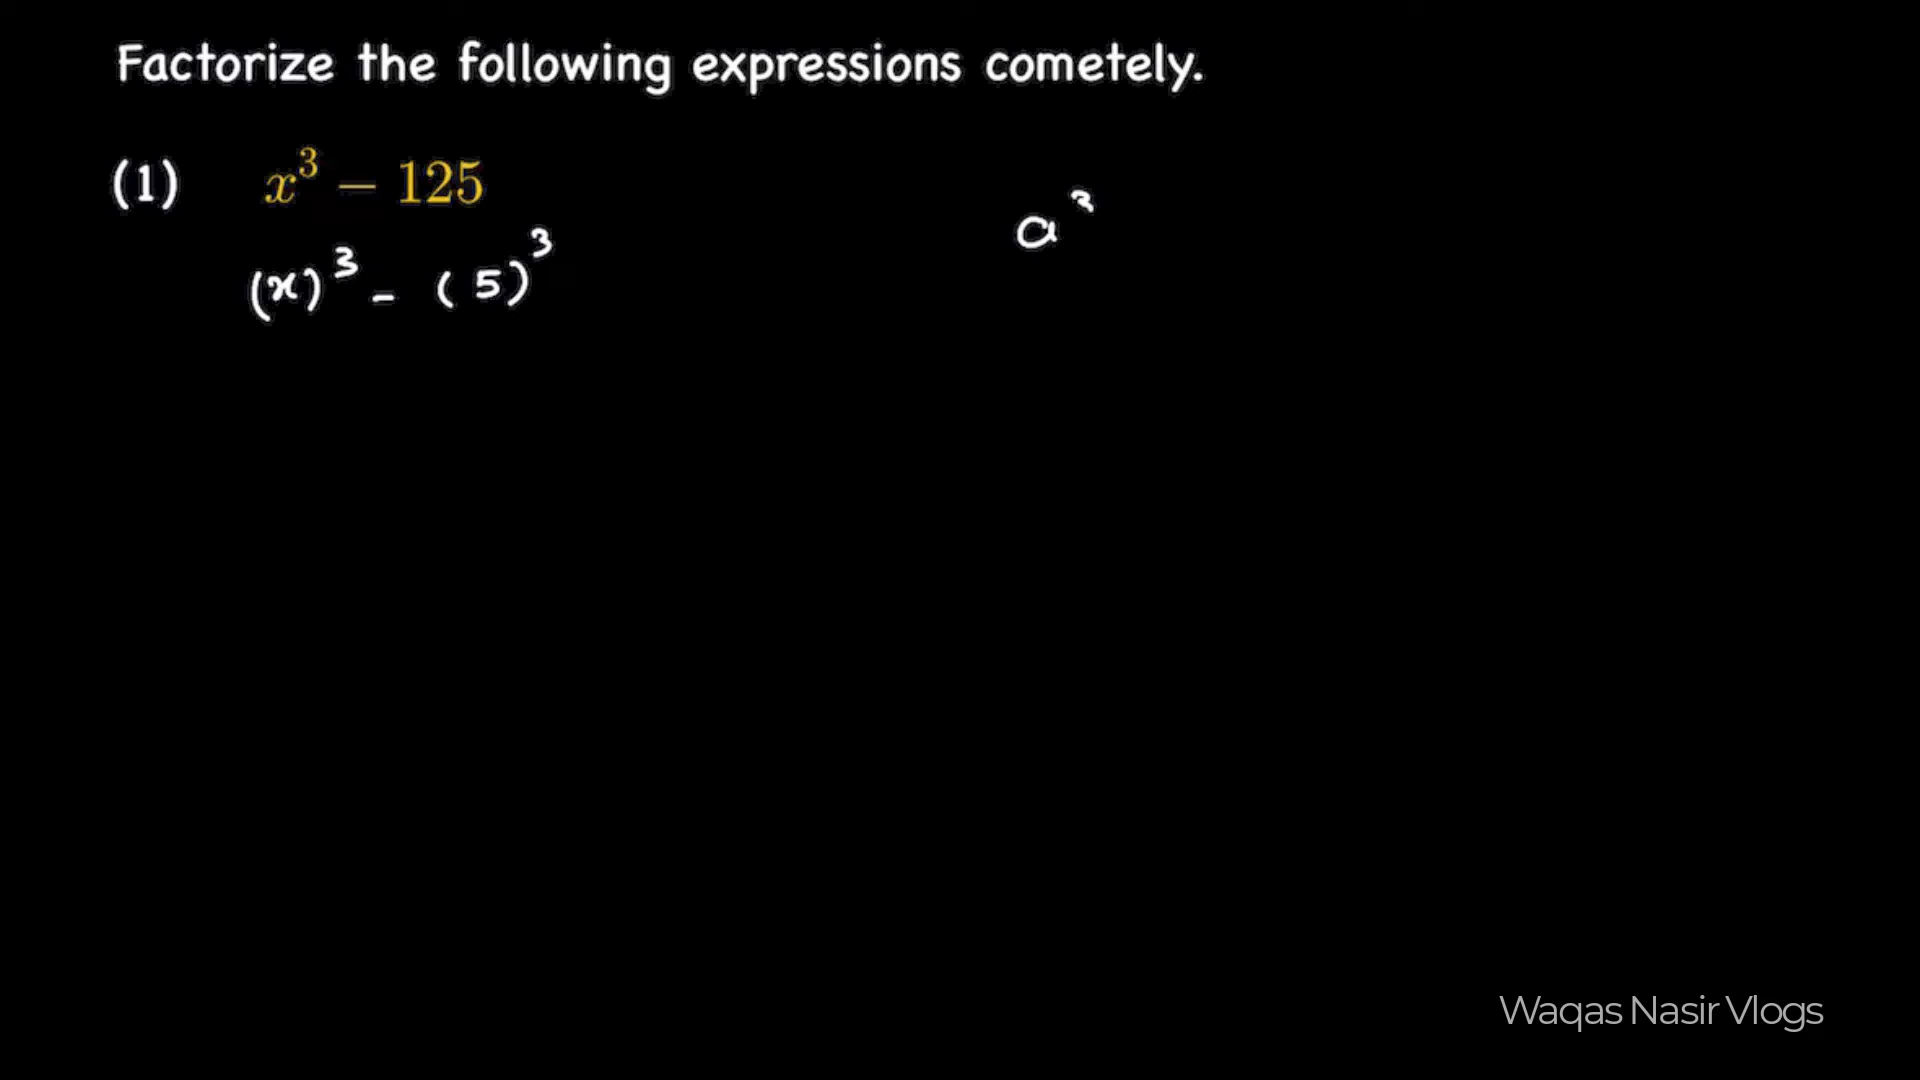 Factorize the following expressions cometely.
(1) x³ − 125
a³
(x)³ - (5)³
Waqas Nasir Vlogs